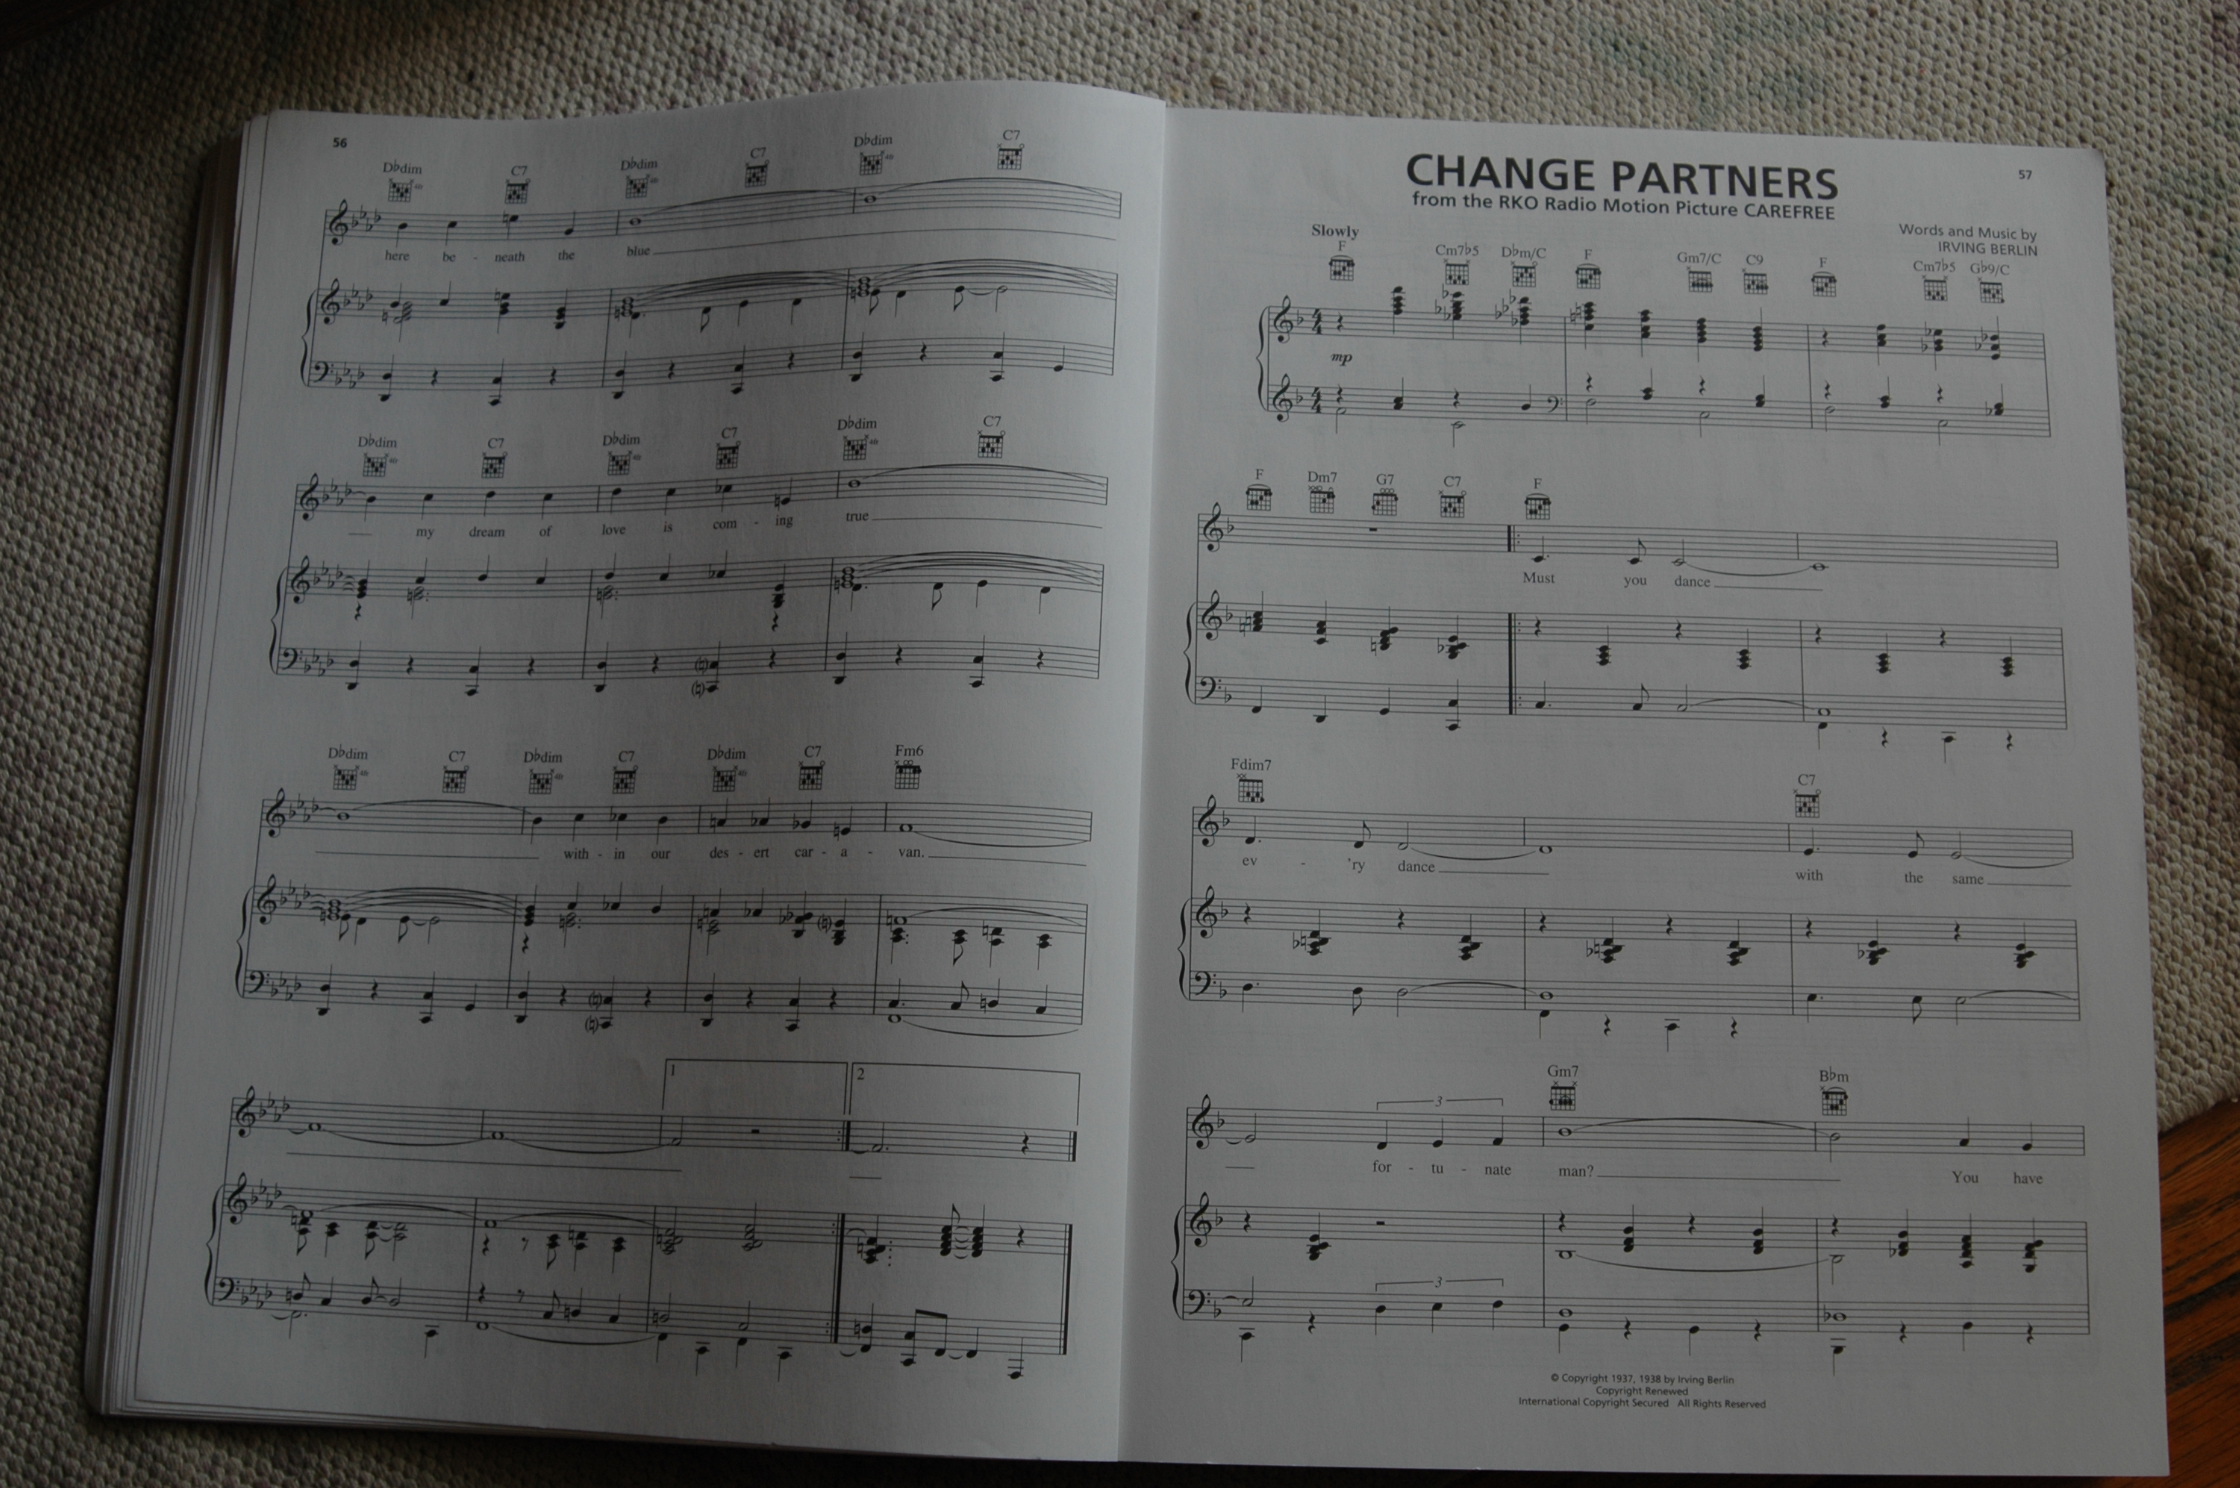 56
D♭dim C7 D♭dim C7 D♭dim C7
here be - neath the blue
D♭dim C7 D♭dim C7 D♭dim C7
my dream of love is com - ing true
D♭dim C7 D♭dim C7 D♭dim C7 Fm6
with - in our des - ert car - a - van.
1 2
57
CHANGE PARTNERS
from the RKO Radio Motion Picture CAREFREE
Words and Music by
IRVING BERLIN
Slowly
F Cm7♭5 D♭m/C F Gm7/C C9 F Cm7♭5 G♭9/C
mp
F Dm7 G7 C7 F
Must you dance
Fdim7 C7
ev - 'ry dance with the same
Gm7 B♭m
3
for - tu - nate man? You have
3
© Copyright 1937, 1938 by Irving Berlin
Copyright Renewed
International Copyright Secured All Rights Reserved